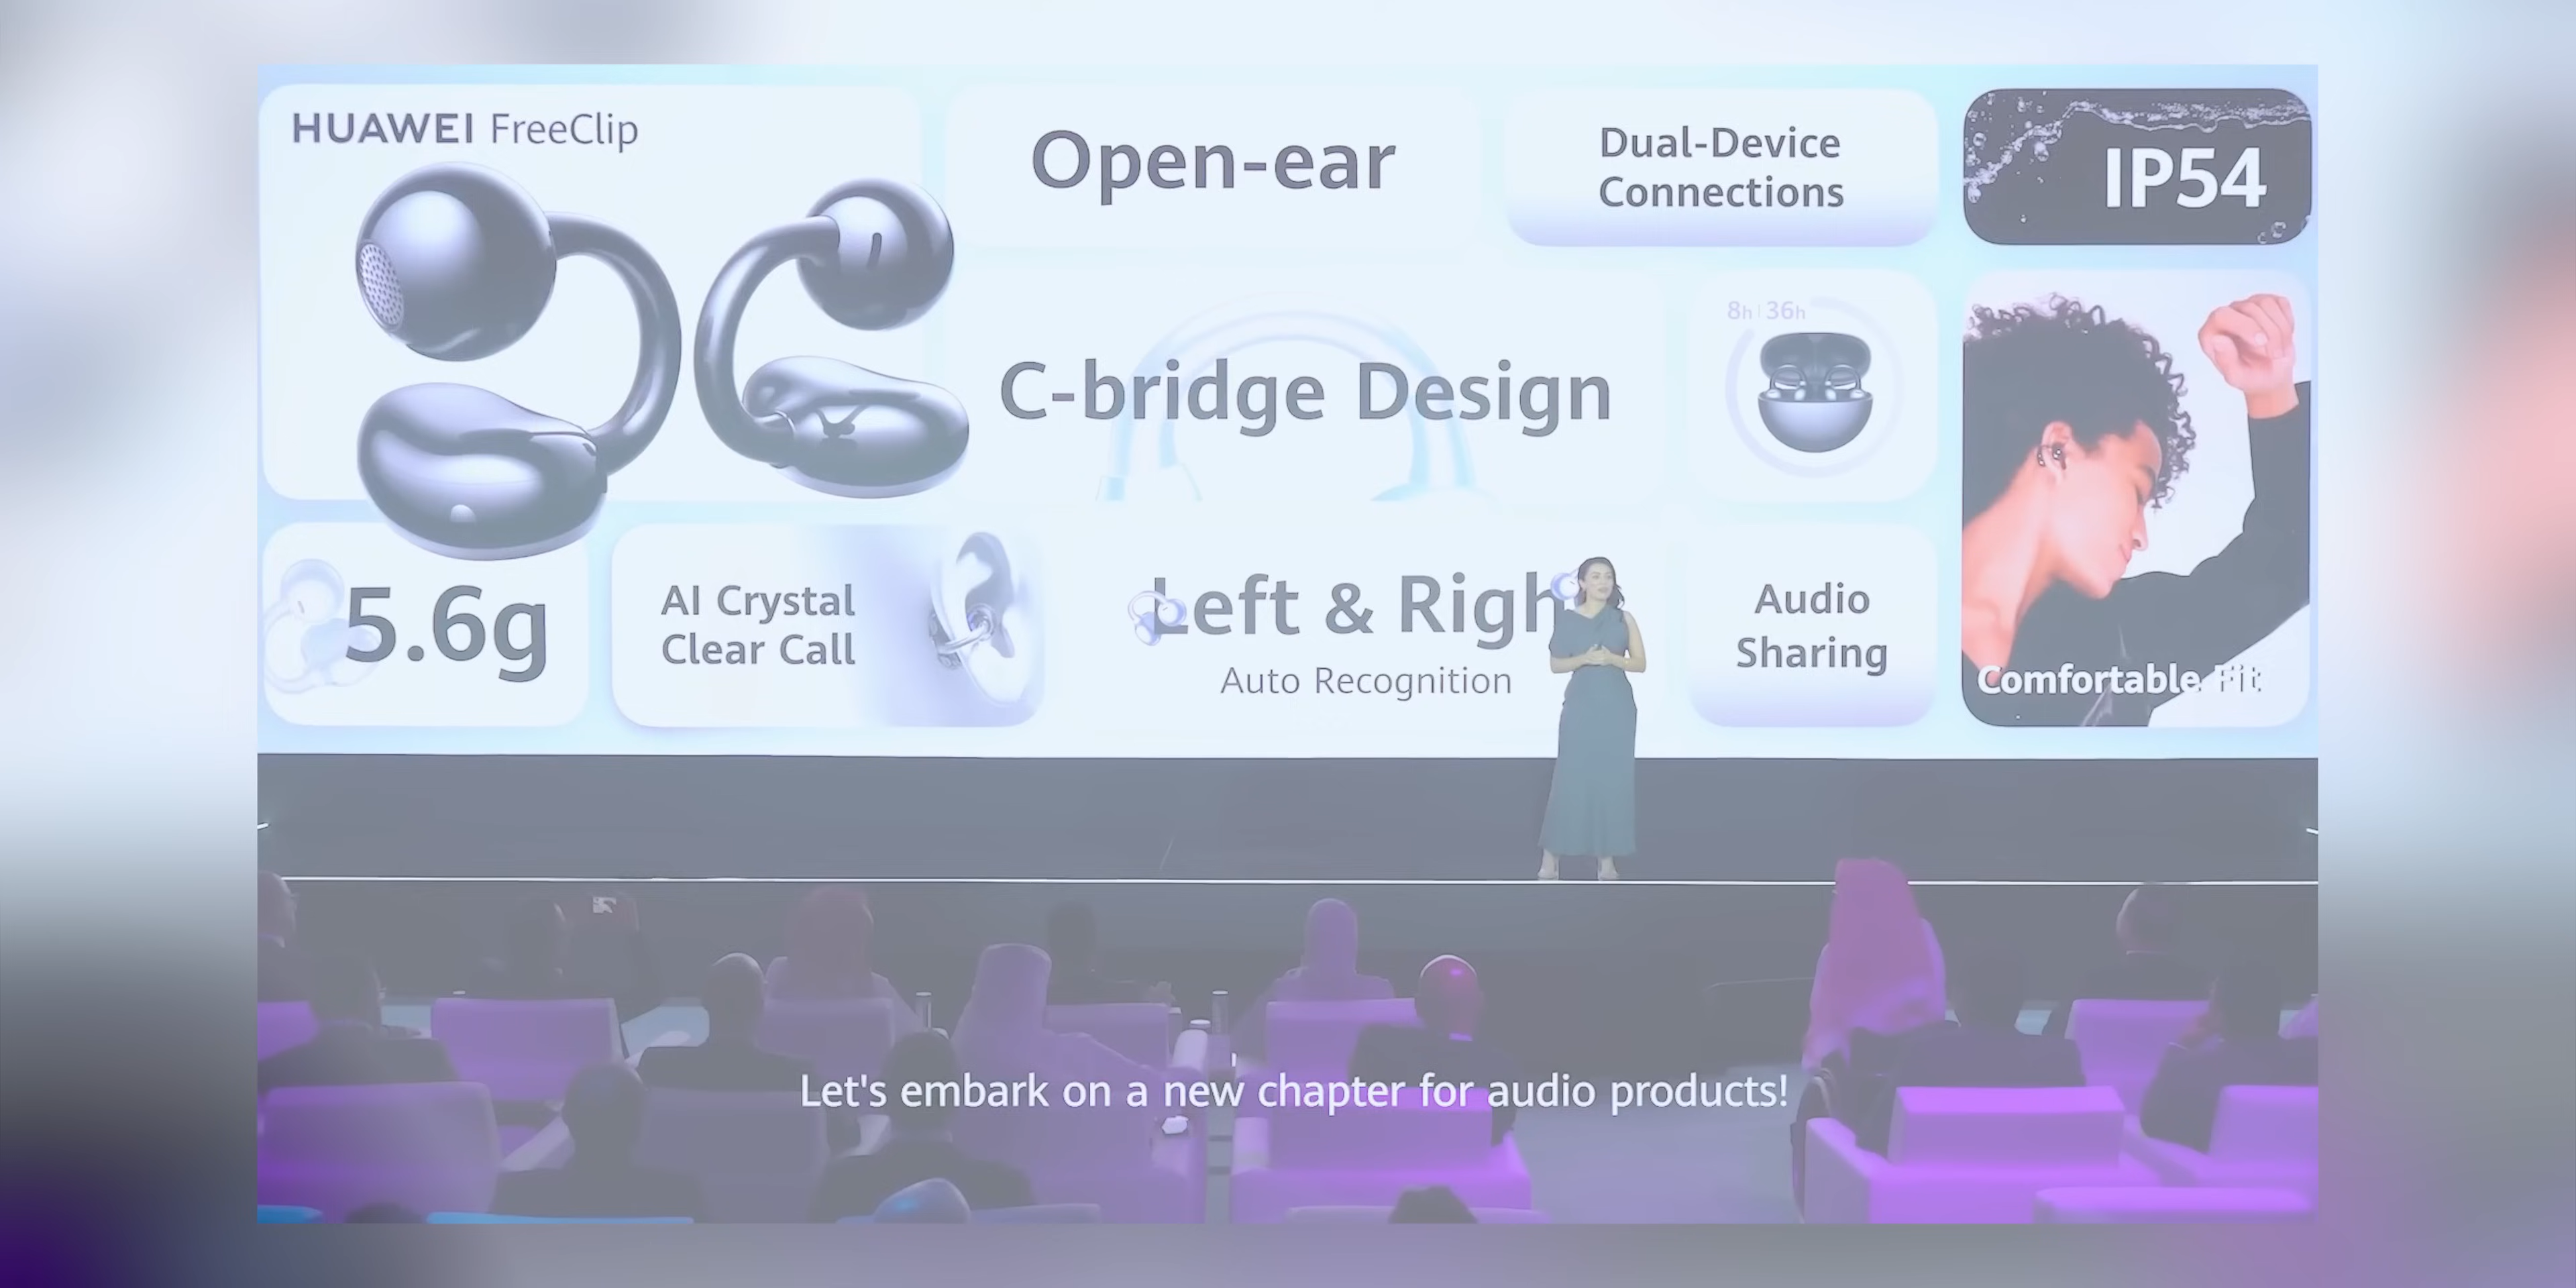 HUAWEI FreeClip
Open-ear
Dual-Device
Connections
IP54
C-bridge Design
8h | 36h
5.6g
AI Crystal
Clear Call
Left & Righ
Auto Recognition
Audio
Sharing
Comfortable Fit
Let's embark on a new chapter for audio products!